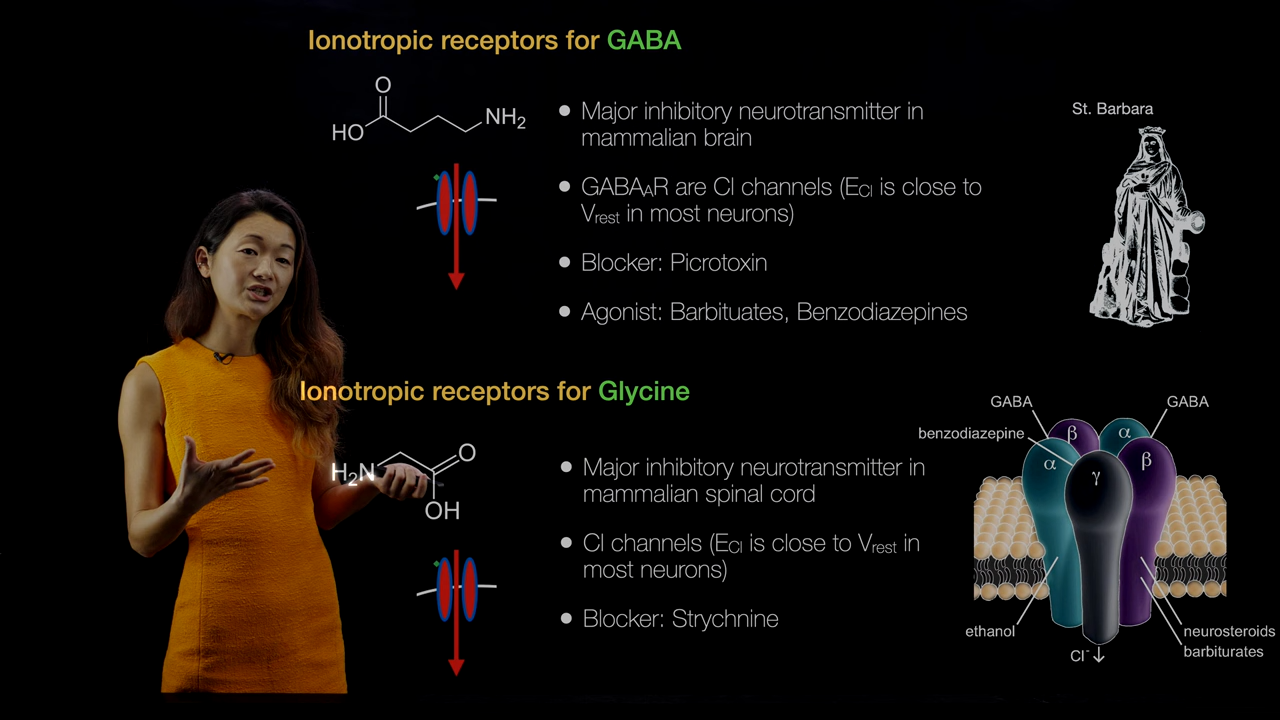 Ionotropic receptors for GABA
O
HO
NH2
● Major inhibitory neurotransmitter in
mammalian brain
● GABAAR are Cl channels (ECl is close to
Vrest in most neurons)
● Blocker: Picrotoxin
● Agonist: Barbituates, Benzodiazepines
St. Barbara
Ionotropic receptors for Glycine
H2N
O
OH
● Major inhibitory neurotransmitter in
mammalian spinal cord
● Cl channels (ECl is close to Vrest in
most neurons)
● Blocker: Strychnine
GABA
GABA
benzodiazepine
β
α
α
β
γ
ethanol
neurosteroids
barbiturates
Cl-